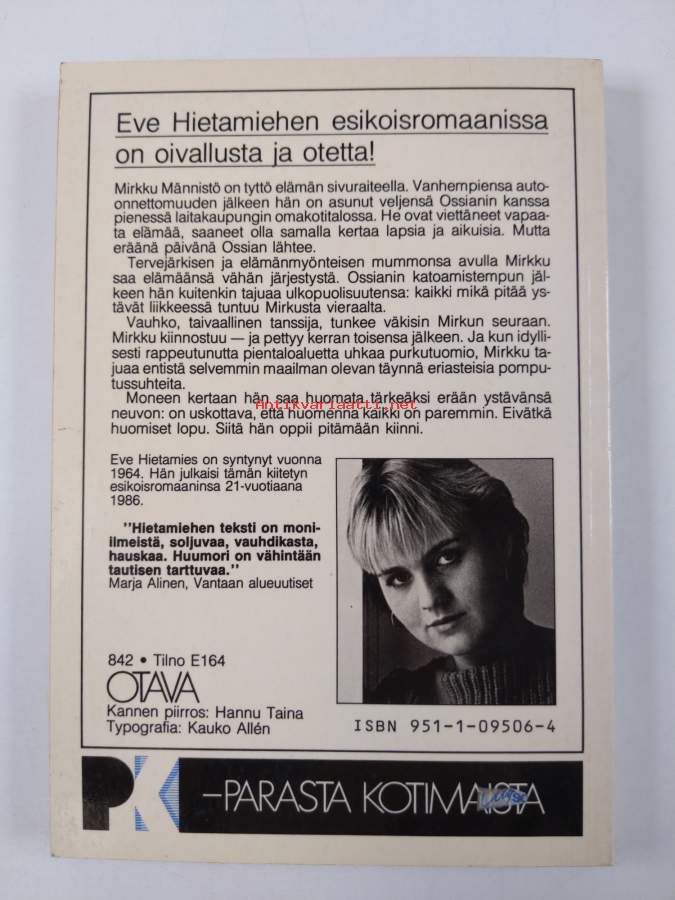 Eve Hietamiehen esikoisromaanissa
on oivallusta ja otetta!
Mirkku Männistö on tyttö elämän sivuraiteella. Vanhempiensa auto-
onnettomuuden jälkeen hän on asunut veljensä Ossianin kanssa
pienessä laitakaupungin omakotitalossa. He ovat viettäneet vapaa-
ta elämää, saaneet olla samalla kertaa lapsia ja aikuisia. Mutta
eräänä päivänä Ossian lähtee.
Tervejärkisen ja elämänmyönteisen mummonsa avulla Mirkku
saa elämäänsä vähän järjestystä. Ossianin katoamistempun jäl-
keen hän kuitenkin tajuaa ulkopuolisuutensa: kaikki mikä pitää ys-
tävät liikkeessä tuntuu Mirkusta vieraalta.
Vauhko, taivaallinen tanssija, tunkee väkisin Mirkun seuraan.
Mirkku kiinnostuu — ja pettyy kerran toisensa jälkeen. Ja kun idylli-
sesti rappeutunutta pientaloaluetta uhkaa purkutuomio, Mirkku ta-
juaa entistä selvemmin maailman olevan täynnä eriasteisia pompu-
tussuhteita.
Moneen kertaan hän saa huomata tärkeäksi erään ystävänsä
neuvon: on uskottava, että huomenna kaikki on paremmin. Eivätkä
huomiset lopu. Siitä hän oppii pitämään kiinni.
Antikvariaatti.net
Eve Hietamies on syntynyt vuonna
1964. Hän julkaisi tämän kiitetyn
esikoisromaaninsa 21-vuotiaana
1986.
"Hietamiehen teksti on moni-
ilmeistä, soljuvaa, vauhdikasta,
hauskaa. Huumori on vähintään
tautisen tarttuvaa."
Marja Alinen, Vantaan alueuutiset
842 • Tilno E164
OTAVA
Kannen piirros: Hannu Taina
Typografia: Kauko Allén
ISBN 951-1-09506-4
PK –PARASTA KOTIMAISTA